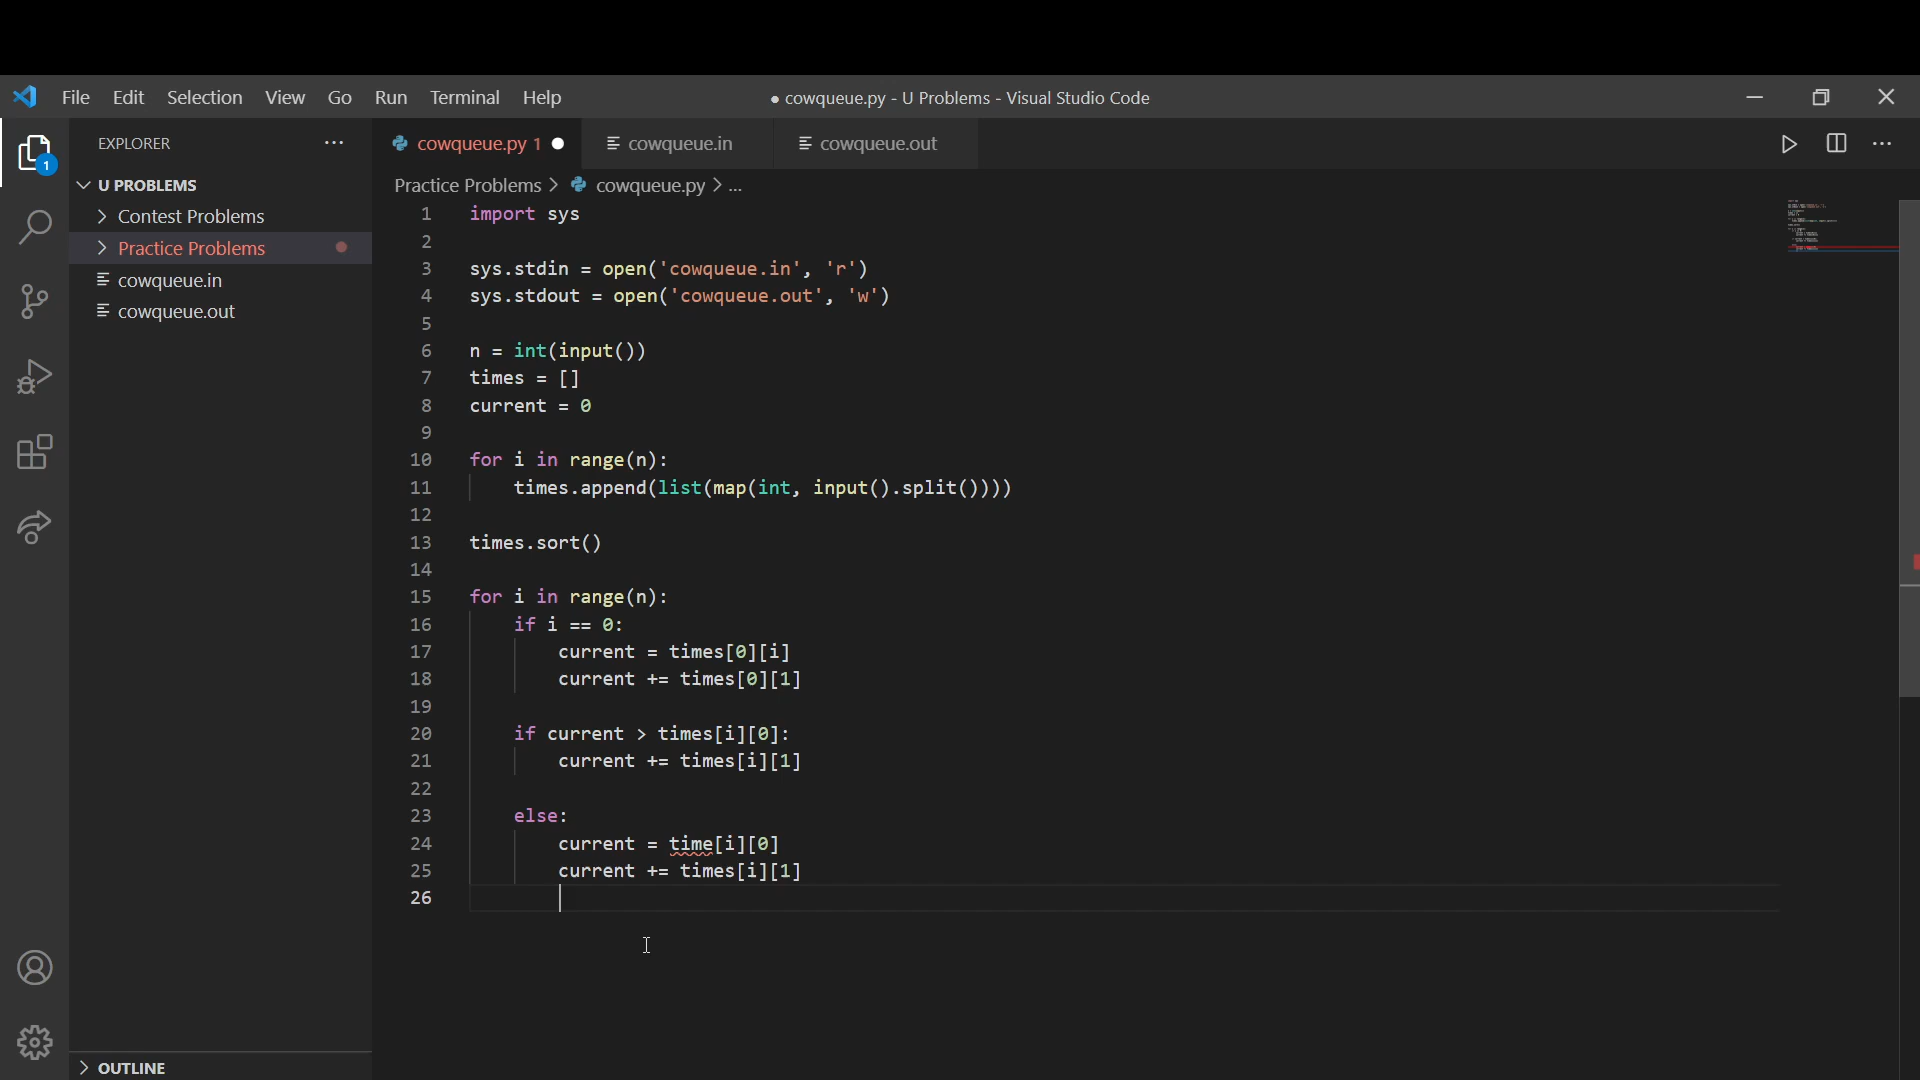 File Edit Selection View Go Run Terminal Help
● cowqueue.py - U Problems - Visual Studio Code
EXPLORER
1
U PROBLEMS
Contest Problems
Practice Problems
cowqueue.in
cowqueue.out
OUTLINE
cowqueue.py 1
cowqueue.in
cowqueue.out
Practice Problems > cowqueue.py > ...
1 import sys
2
3 sys.stdin = open('cowqueue.in', 'r')
4 sys.stdout = open('cowqueue.out', 'w')
5
6 n = int(input())
7 times = []
8 current = 0
9
10 for i in range(n):
11     times.append(list(map(int, input().split())))
12
13 times.sort()
14
15 for i in range(n):
16     if i == 0:
17         current = times[0][i]
18         current += times[0][1]
19
20     if current > times[i][0]:
21         current += times[i][1]
22
23     else:
24         current = time[i][0]
25         current += times[i][1]
26